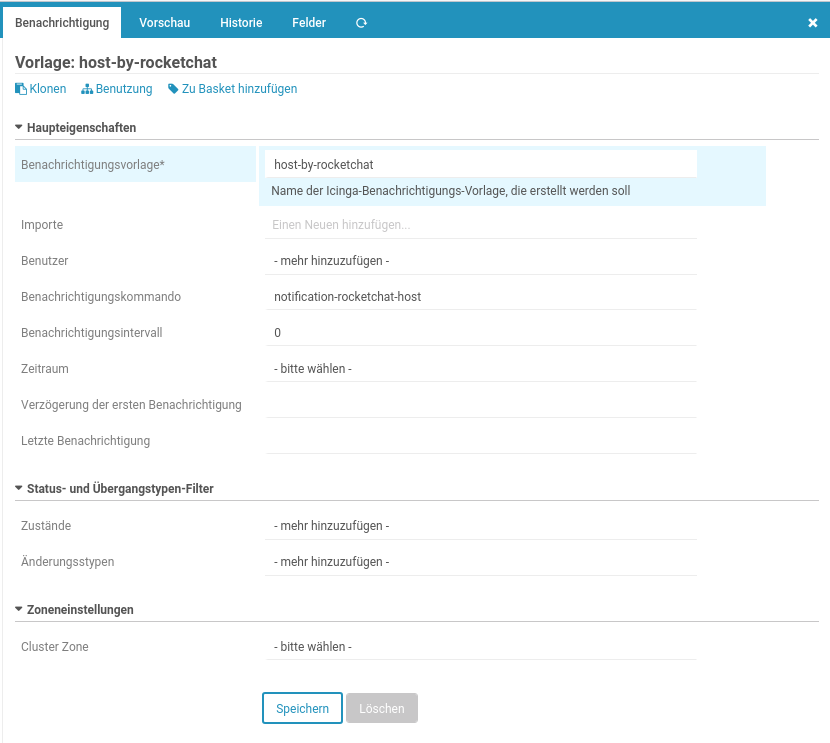 Benachrichtigung Vorschau Historie Felder
Vorlage: host-by-rocketchat
Klonen Benutzung Zu Basket hinzufügen
Haupteigenschaften
Benachrichtigungsvorlage* host-by-rocketchat
Name der Icinga-Benachrichtigungs-Vorlage, die erstellt werden soll
Importe Einen Neuen hinzufügen...
Benutzer - mehr hinzuzufügen -
Benachrichtigungskommando notification-rocketchat-host
Benachrichtigungsintervall 0
Zeitraum - bitte wählen -
Verzögerung der ersten Benachrichtigung
Letzte Benachrichtigung
Status- und Übergangstypen-Filter
Zustände - mehr hinzuzufügen -
Änderungsstypen - mehr hinzuzufügen -
Zoneneinstellungen
Cluster Zone - bitte wählen -
Speichern Löschen